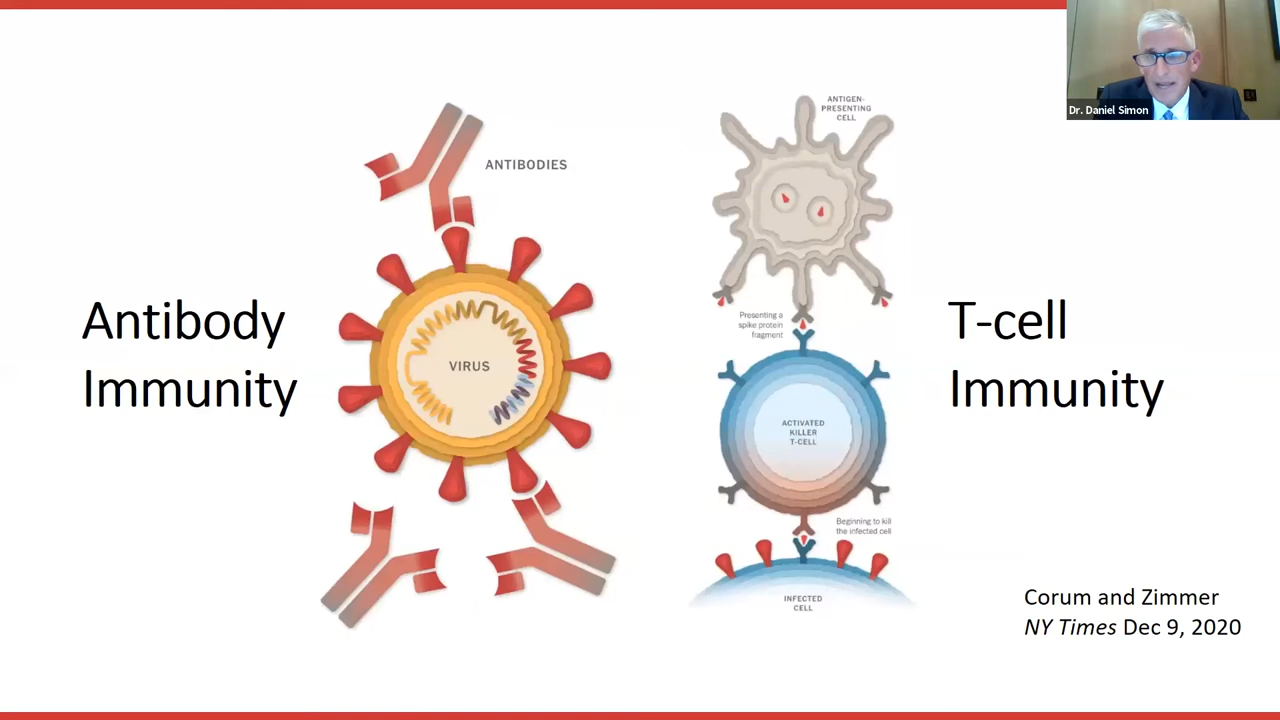 Dr. Daniel Simon
Antibody
Immunity
ANTIBODIES
VIRUS
ANTIGEN-
PRESENTING
CELL
Presenting a
spike protein
fragment
ACTIVATED
KILLER
T-CELL
Beginning to kill
the infected cell
INFECTED
CELL
T-cell
Immunity
Corum and Zimmer
NY Times Dec 9, 2020